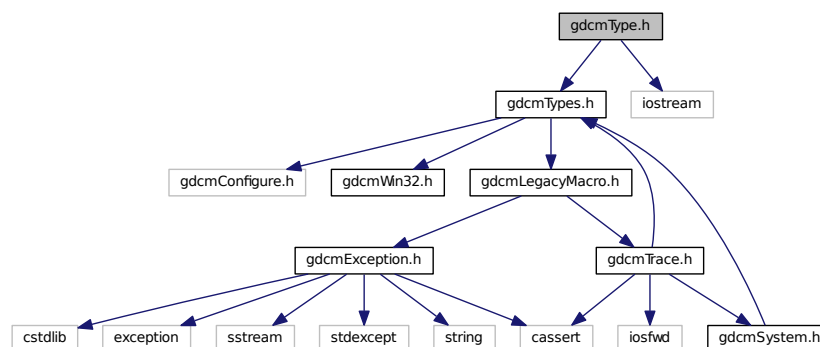 gdcmType.h
gdcmTypes.h
iostream
gdcmConfigure.h
gdcmWin32.h
gdcmLegacyMacro.h
gdcmException.h
gdcmTrace.h
cstdlib
exception
sstream
stdexcept
string
cassert
iosfwd
gdcmSystem.h